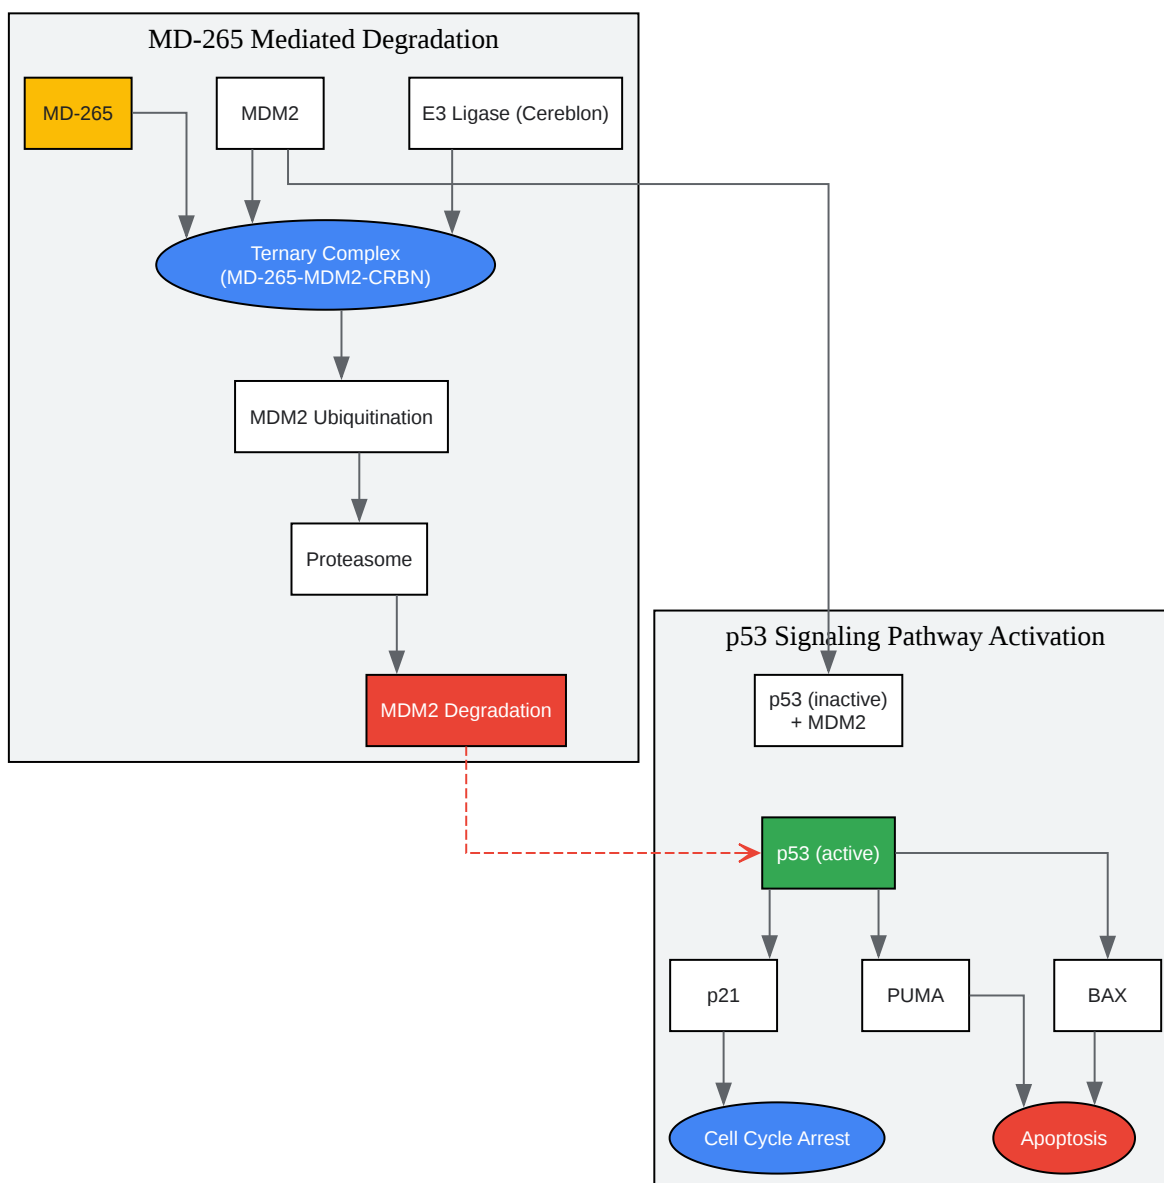 MD-265 Mediated Degradation
MD-265
MDM2
E3 Ligase (Cereblon)
Ternary Complex
(MD-265-MDM2-CRBN)
MDM2 Ubiquitination
Proteasome
MDM2 Degradation
p53 Signaling Pathway Activation
p53 (inactive)
+ MDM2
p53 (active)
p21
PUMA
BAX
Cell Cycle Arrest
Apoptosis